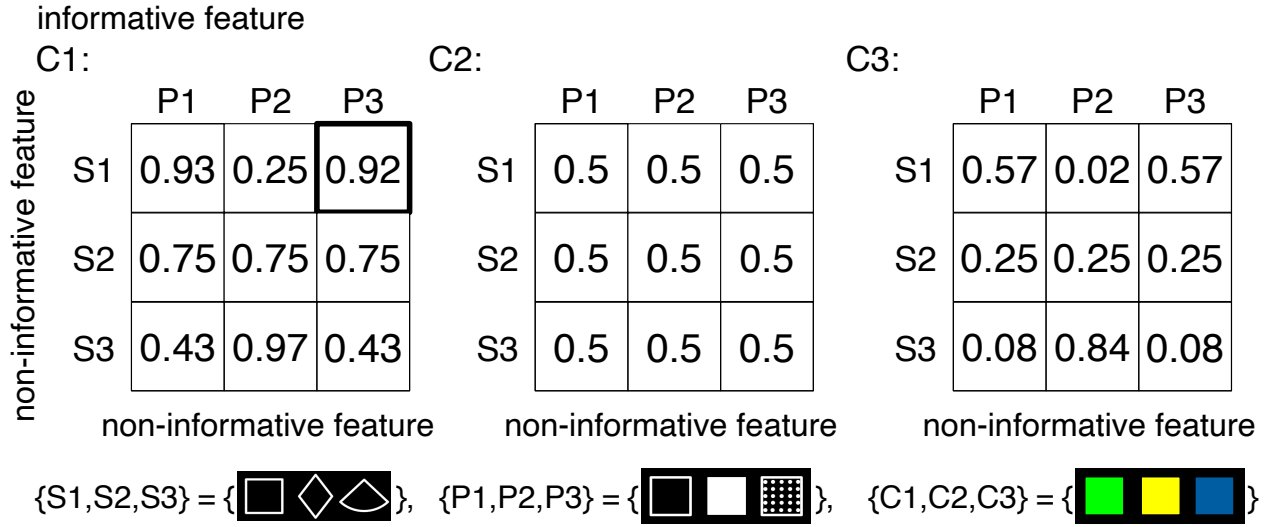 informative feature
C1: C2: C3:
P1 P2 P3 P1 P2 P3 P1 P2 P3
non-informative feature
S1 0.93 0.25 0.92 S1 0.5 0.5 0.5 S1 0.57 0.02 0.57
S2 0.75 0.75 0.75 S2 0.5 0.5 0.5 S2 0.25 0.25 0.25
S3 0.43 0.97 0.43 S3 0.5 0.5 0.5 S3 0.08 0.84 0.08
non-informative feature non-informative feature non-informative feature
{S1,S2,S3} = { }, {P1,P2,P3} = { }, {C1,C2,C3} = { }